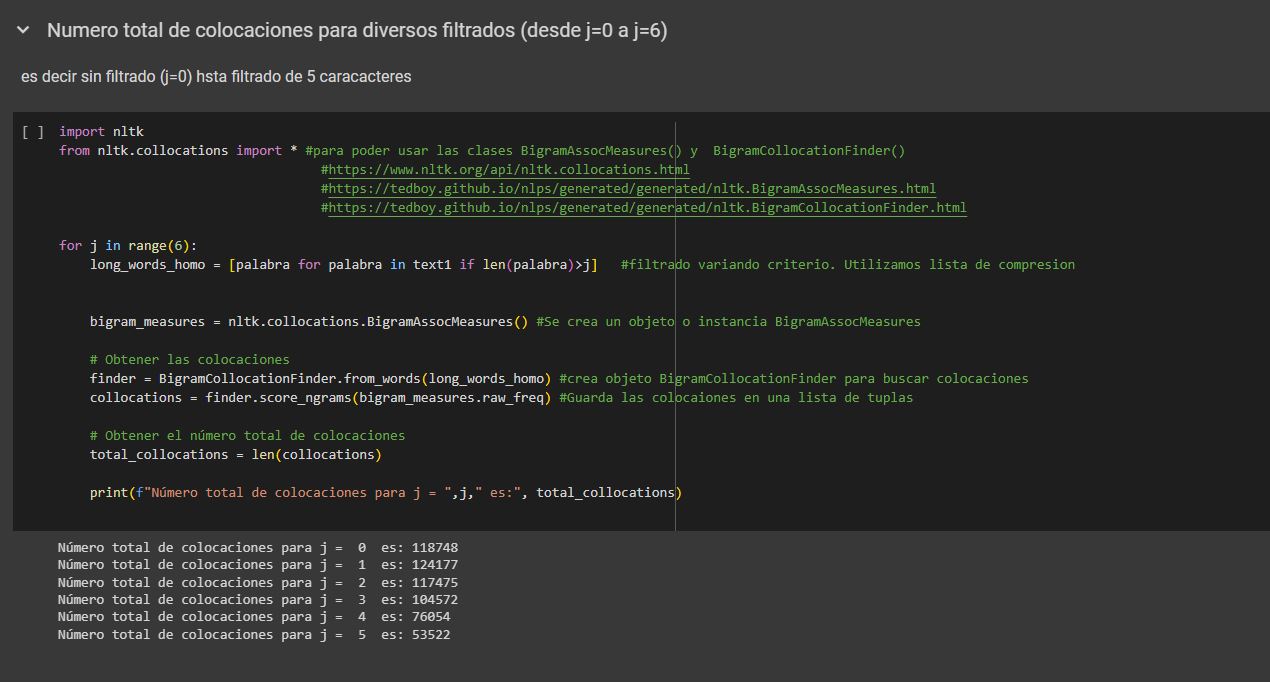 Numero total de colocaciones para diversos filtrados (desde j=0 a j=6)
es decir sin filtrado (j=0) hsta filtrado de 5 caracacteres
[ ] import nltk
from nltk.collocations import * #para poder usar las clases BigramAssocMeasures() y  BigramCollocationFinder()
#https://www.nltk.org/api/nltk.collocations.html
#https://tedboy.github.io/nlps/generated/generated/nltk.BigramAssocMeasures.html
#https://tedboy.github.io/nlps/generated/generated/nltk.BigramCollocationFinder.html
for j in range(6):
long_words_homo = [palabra for palabra in text1 if len(palabra)>j]   #filtrado variando criterio. Utilizamos lista de compresion
bigram_measures = nltk.collocations.BigramAssocMeasures() #Se crea un objeto o instancia BigramAssocMeasures
# Obtener las colocaciones
finder = BigramCollocationFinder.from_words(long_words_homo) #crea objeto BigramCollocationFinder para buscar colocaciones
collocations = finder.score_ngrams(bigram_measures.raw_freq) #Guarda las colocaiones en una lista de tuplas
# Obtener el número total de colocaciones
total_collocations = len(collocations)
print(f"Número total de colocaciones para j = ",j," es:", total_collocations)
Número total de colocaciones para j =  0  es: 118748
Número total de colocaciones para j =  1  es: 124177
Número total de colocaciones para j =  2  es: 117475
Número total de colocaciones para j =  3  es: 104572
Número total de colocaciones para j =  4  es: 76054
Número total de colocaciones para j =  5  es: 53522